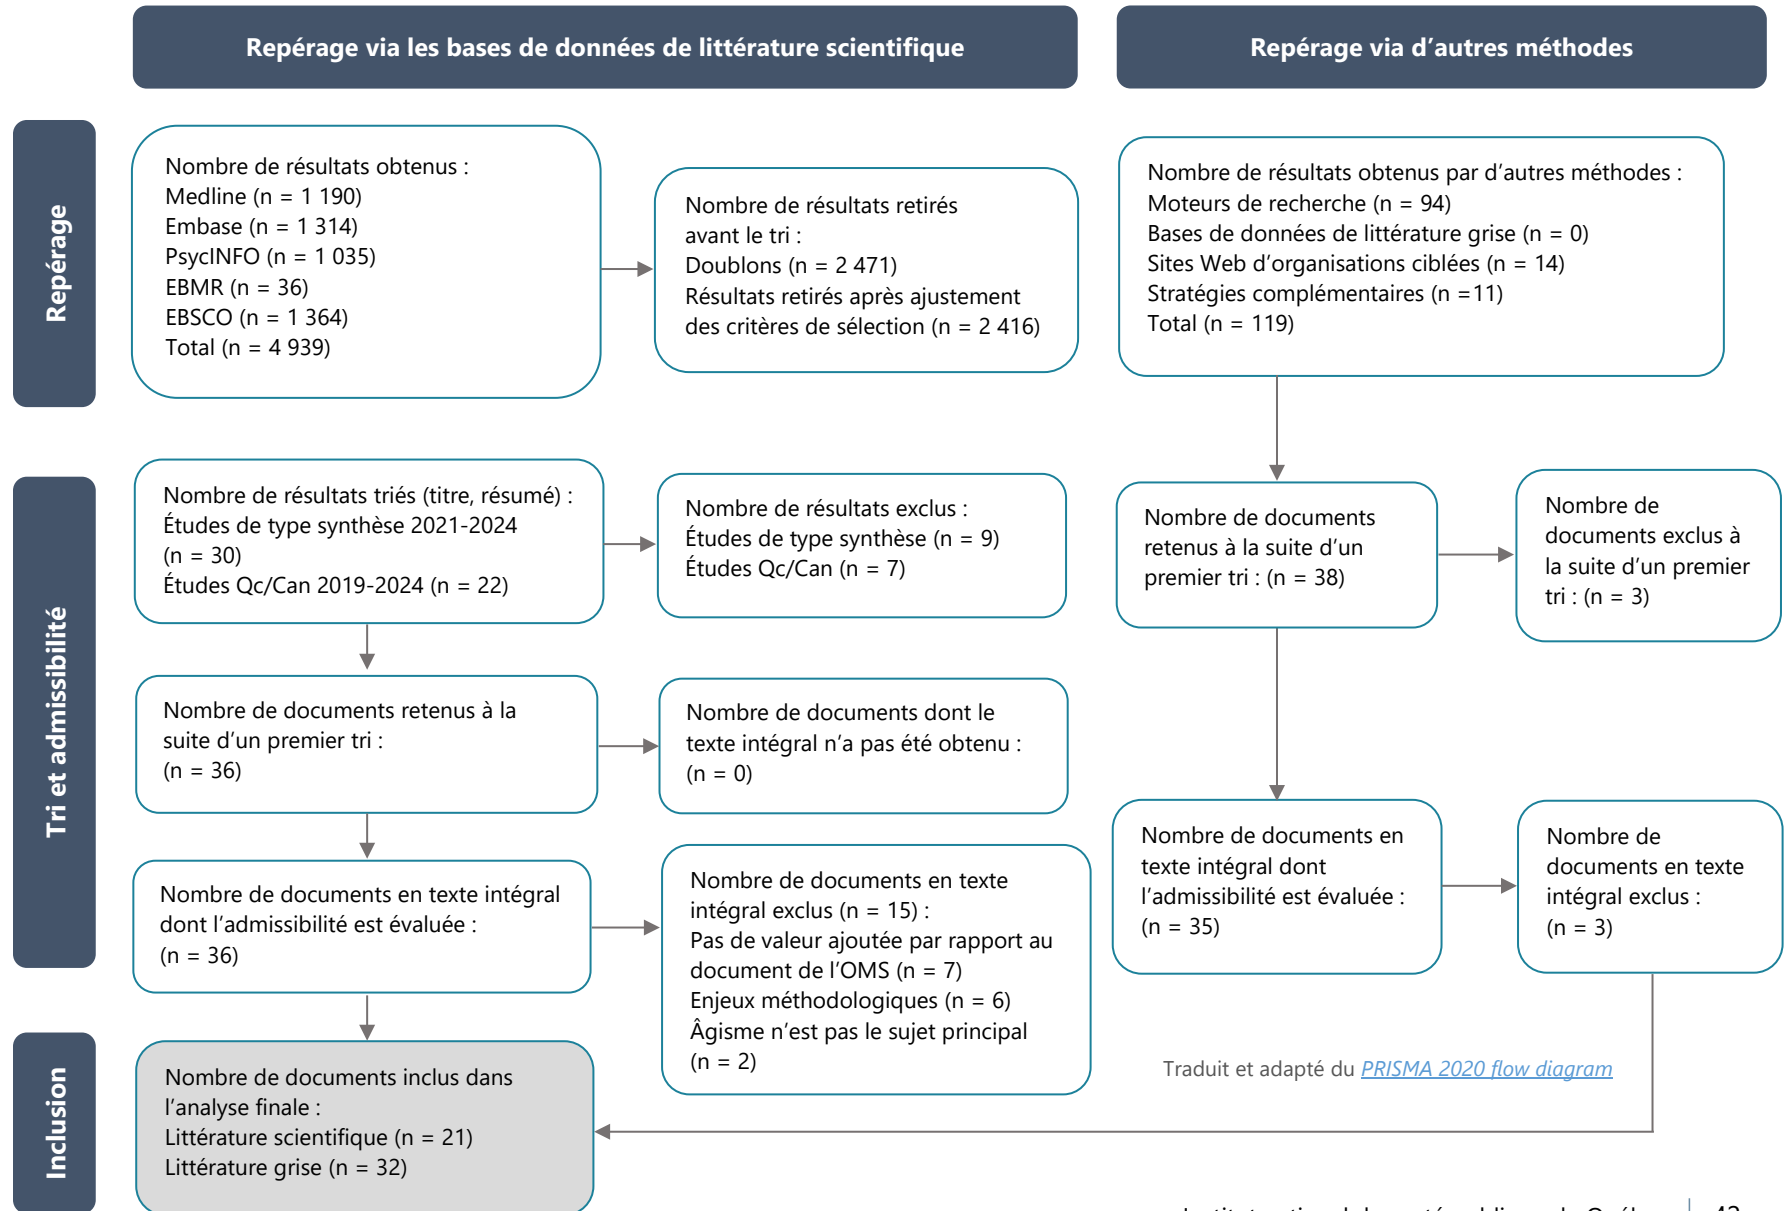 Repérage via les bases de données de littérature scientifique
Repérage via d'autres méthodes
Repérage
Nombre de résultats obtenus :
Medline (n = 1 190)
Embase (n = 1 314)
PsycINFO (n = 1 035)
EBMR (n = 36)
EBSCO (n = 1 364)
Total (n = 4 939)
Nombre de résultats retirés
avant le tri :
Doublons (n = 2 471)
Résultats retirés après ajustement
des critères de sélection (n = 2 416)
Nombre de résultats obtenus par d'autres méthodes :
Moteurs de recherche (n = 94)
Bases de données de littérature grise (n = 0)
Sites Web d'organisations ciblées (n = 14)
Stratégies complémentaires (n =11)
Total (n = 119)
Tri et admissibilité
Nombre de résultats triés (titre, résumé) :
Études de type synthèse 2021-2024
(n = 30)
Études Qc/Can 2019-2024 (n = 22)
Nombre de résultats exclus :
Études de type synthèse (n = 9)
Études Qc/Can (n = 7)
Nombre de documents
retenus à la suite d'un
premier tri : (n = 38)
Nombre de
documents exclus à
la suite d'un premier
tri : (n = 3)
Nombre de documents retenus à la
suite d'un premier tri :
(n = 36)
Nombre de documents dont le
texte intégral n'a pas été obtenu :
(n = 0)
Nombre de documents en texte intégral
dont l'admissibilité est évaluée :
(n = 36)
Nombre de documents en texte
intégral exclus (n = 15) :
Pas de valeur ajoutée par rapport au
document de l'OMS (n = 7)
Enjeux méthodologiques (n = 6)
Âgisme n'est pas le sujet principal
(n = 2)
Nombre de documents en
texte intégral dont
l'admissibilité est évaluée :
(n = 35)
Nombre de
documents en texte
intégral exclus :
(n = 3)
Inclusion
Nombre de documents inclus dans
l'analyse finale :
Littérature scientifique (n = 21)
Littérature grise (n = 32)
Traduit et adapté du PRISMA 2020 flow diagram